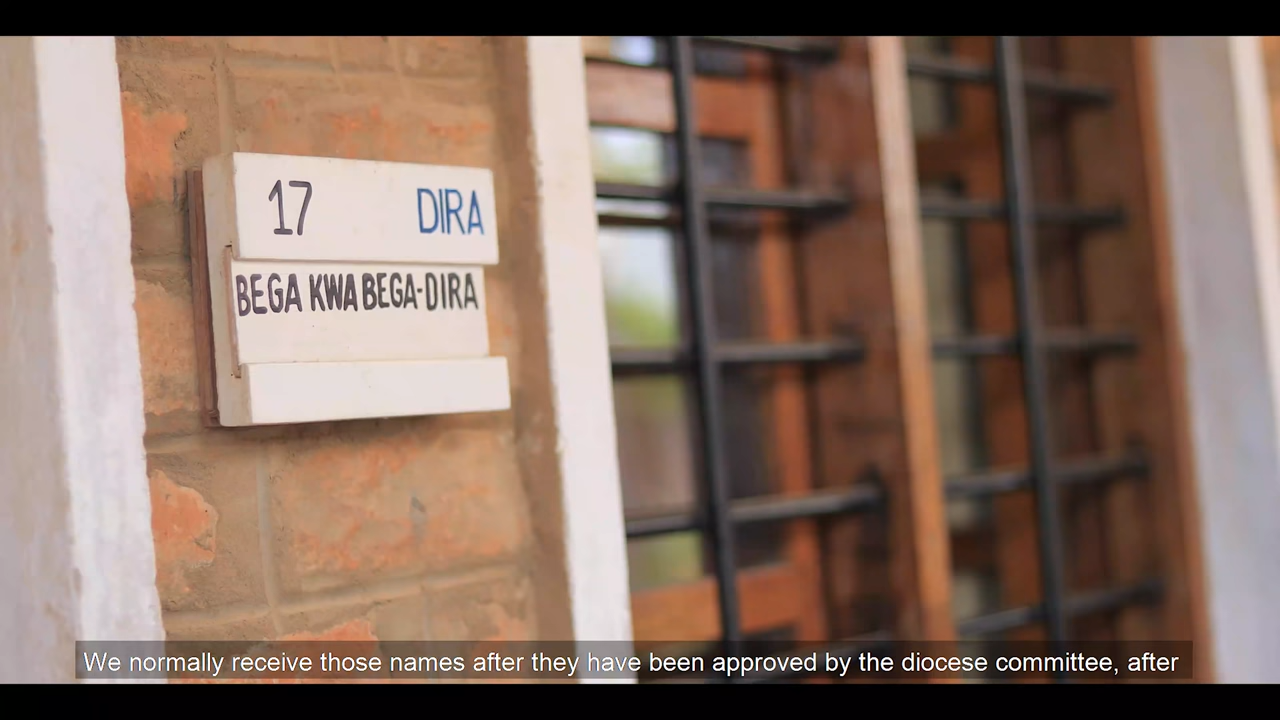 17 DIRA
BEGA KWA BEGA-DIRA
We normally receive those names after they have been approved by the diocese committee, after